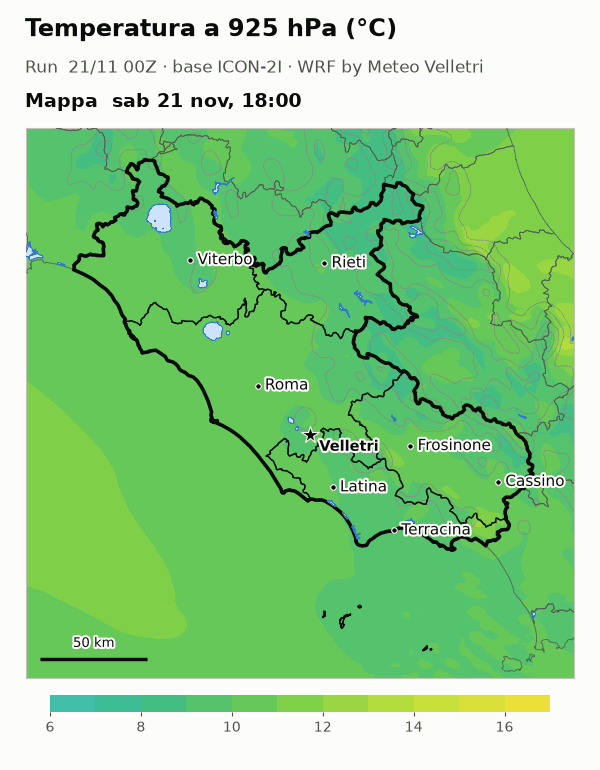 Temperatura a 925 hPa (°C)
Run  21/11 00Z · base ICON-2I · WRF by Meteo Velletri
Mappa  sab 21 nov, 18:00
Viterbo
Rieti
Roma
Velletri
Frosinone
Latina
Cassino
Terracina
50 km
6 8 10 12 14 16